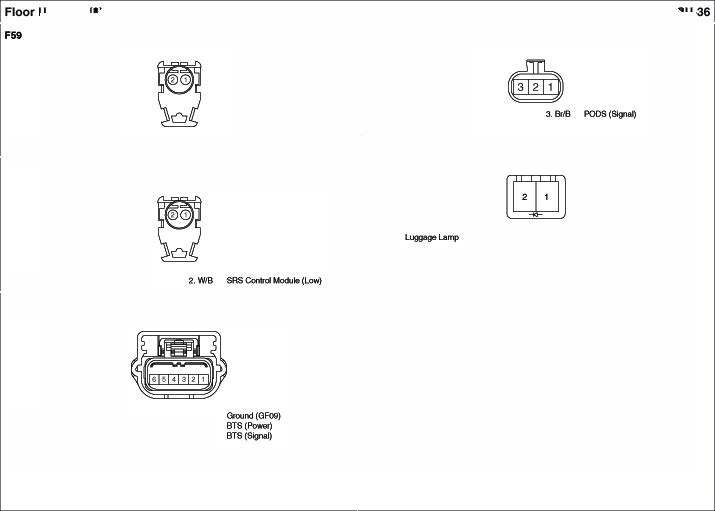 Floor
36
F59
2 1
3 2 1
3. Br/B PODS (Signal)
2 1
2 1
Luggage Lamp
2. W/B SRS Control Module (Low)
6 5 4 3 2 1
Ground (GF09)
BTS (Power)
BTS (Signal)